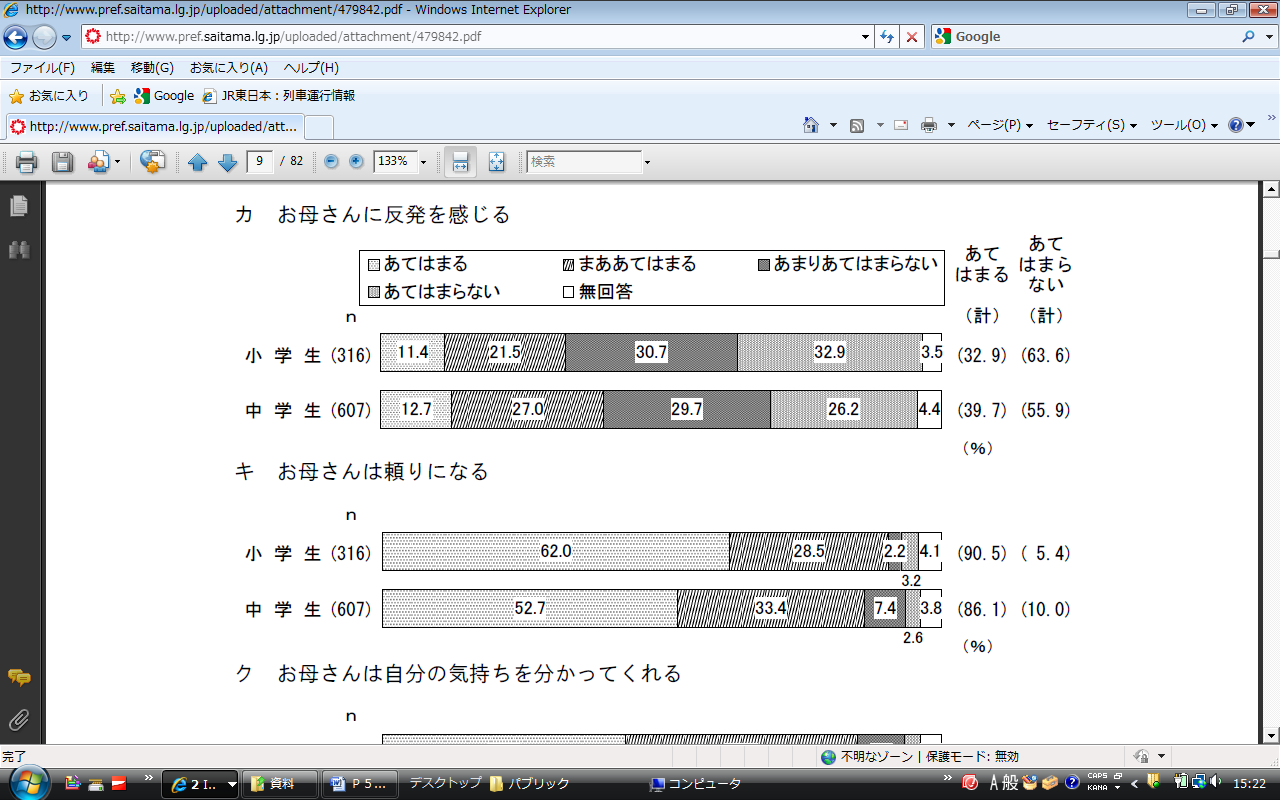 http://www.pref.saitama.lg.jp/uploaded/attachment/479842.pdf - Windows Internet Explorer
http://www.pref.saitama.lg.jp/uploaded/attachment/479842.pdf
Google
ファイル(F) 編集 移動(G) お気に入り(A) ヘルプ(H)
お気に入り Google JR東日本：列車運行情報
http://www.pref.saitama.lg.jp/uploaded/att... ページ(P) セーフティ(S) ツール(O)
9 / 82 133% 検索
カ お母さんに反発を感じる
あてはまる まああてはまる あまりあてはまらない
あてはまらない 無回答
あてはまる
（計）
あてはまらない
（計）
n
小 学 生 (316) 11.4 21.5 30.7 32.9 3.5 (32.9) (63.6)
中 学 生 (607) 12.7 27.0 29.7 26.2 4.4 (39.7) (55.9)
（%）
キ お母さんは頼りになる
n
小 学 生 (316) 62.0 28.5 2.2 4.1 (90.5) ( 5.4)
3.2
中 学 生 (607) 52.7 33.4 7.4 3.8 (86.1) (10.0)
2.6
（%）
ク お母さんは自分の気持ちを分かってくれる
n
完了 不明なゾーン | 保護モード: 無効
2 I... 資料 P 5 ... デスクトップ パブリック コンピュータ A 般 CAPS KANA 15:22